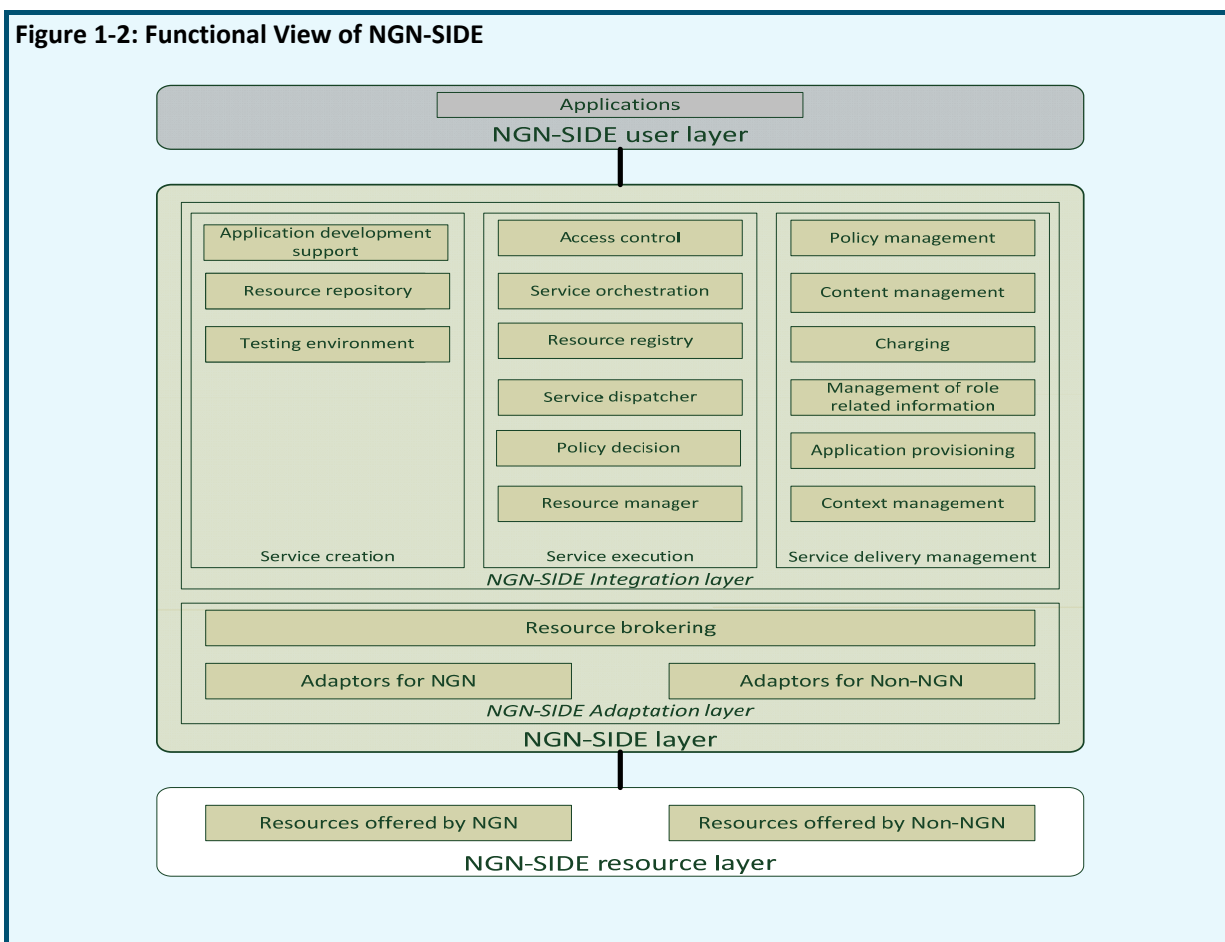 Figure 1-2: Functional View of NGN-SIDE
Applications
NGN-SIDE user layer
Application development
support
Resource repository
Testing environment
Service creation
Access control
Service orchestration
Resource registry
Service dispatcher
Policy decision
Resource manager
Service execution
Policy management
Content management
Charging
Management of role
related information
Application provisioning
Context management
Service delivery management
NGN-SIDE Integration layer
Resource brokering
Adaptors for NGN
Adaptors for Non-NGN
NGN-SIDE Adaptation layer
NGN-SIDE layer
Resources offered by NGN
Resources offered by Non-NGN
NGN-SIDE resource layer